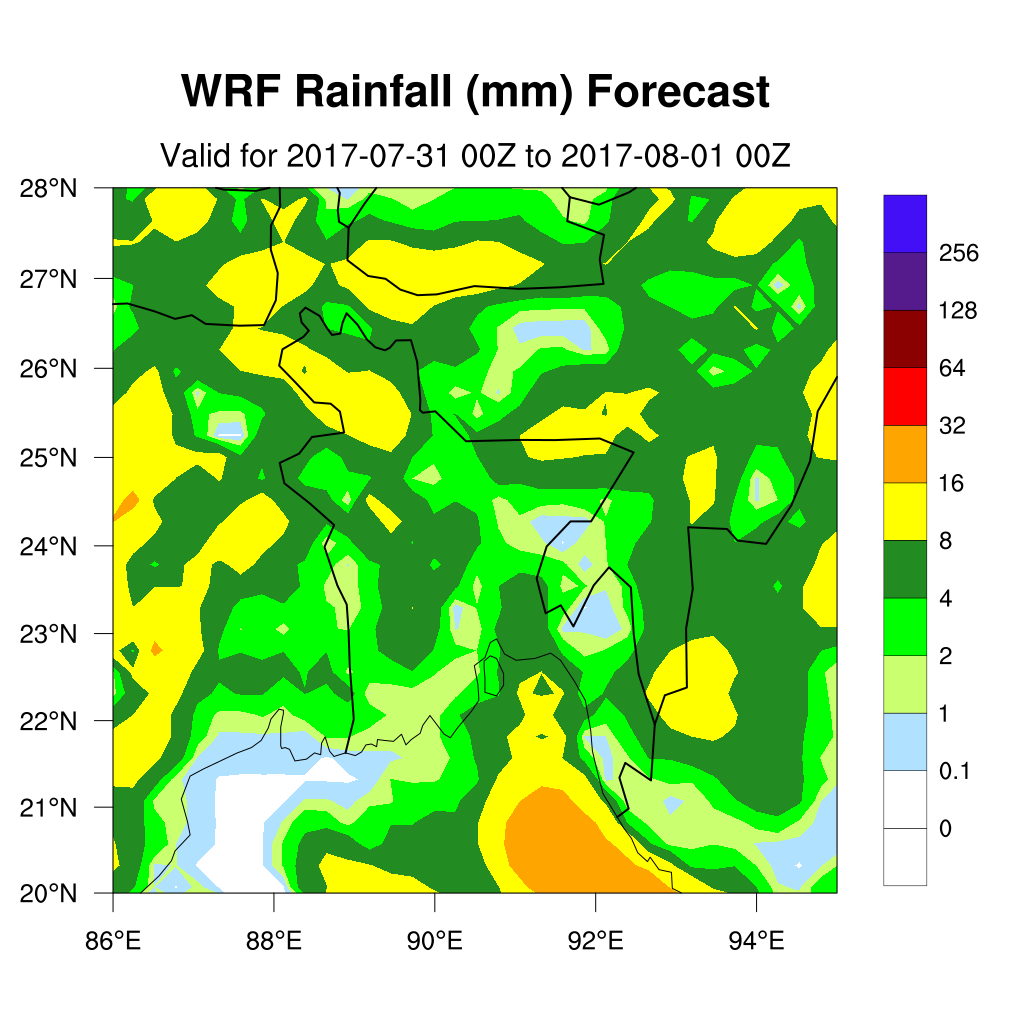 WRF Rainfall (mm) Forecast
Valid for 2017-07-31 00Z to 2017-08-01 00Z
28°N
27°N
26°N
25°N
24°N
23°N
22°N
21°N
20°N
86°E 88°E 90°E 92°E 94°E
256
128
64
32
16
8
4
2
1
0.1
0